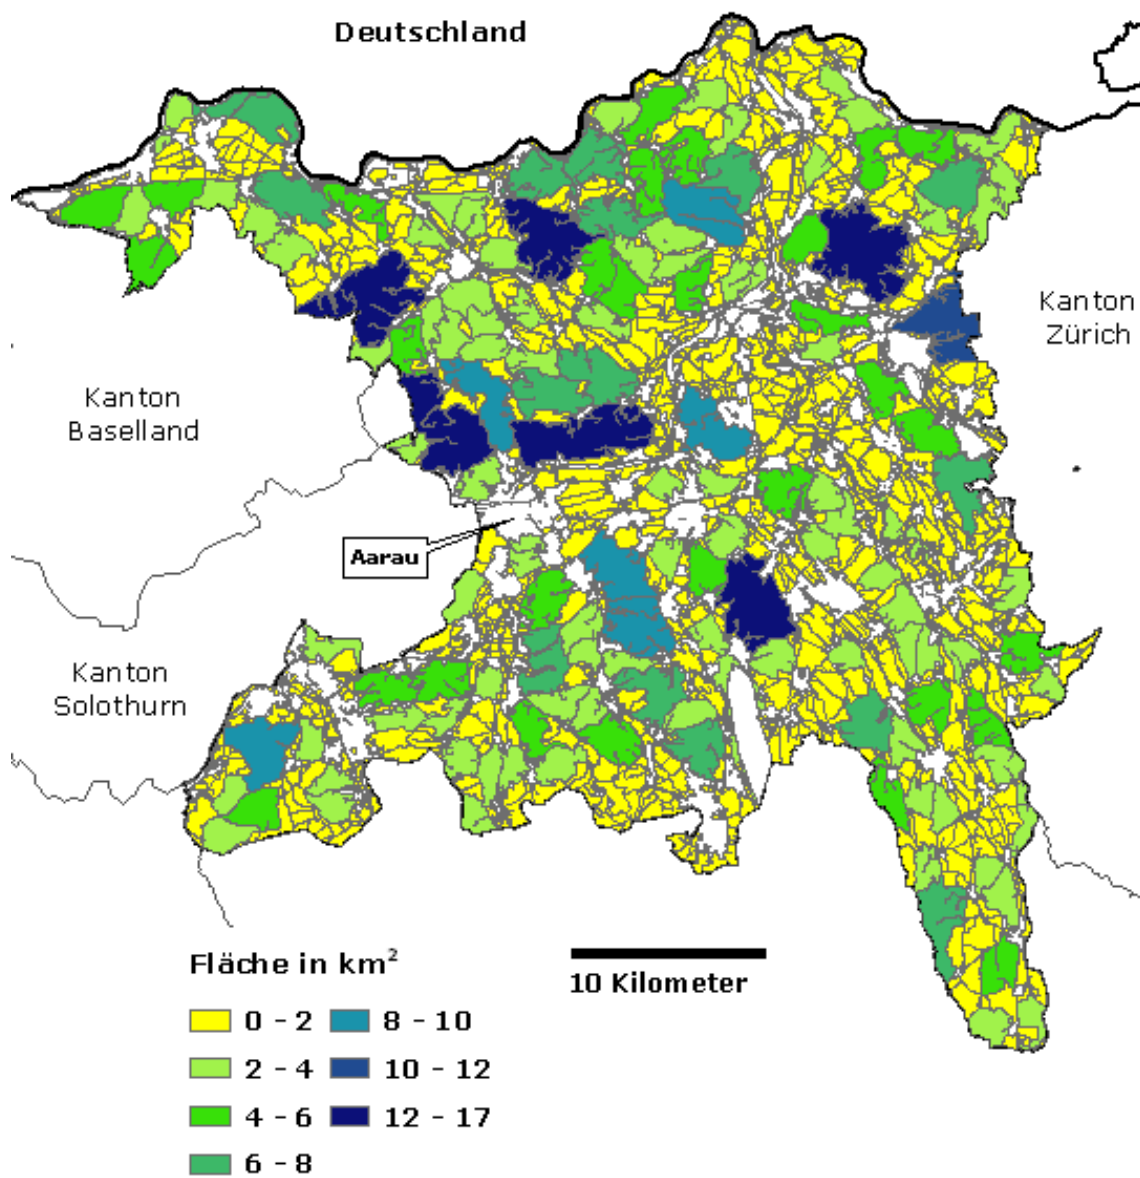 Deutschland
Kanton
Zürich
Kanton
Baselland
Aarau
Kanton
Solothurn
Fläche in km²
10 Kilometer
0 - 2
8 - 10
2 - 4
10 - 12
4 - 6
12 - 17
6 - 8